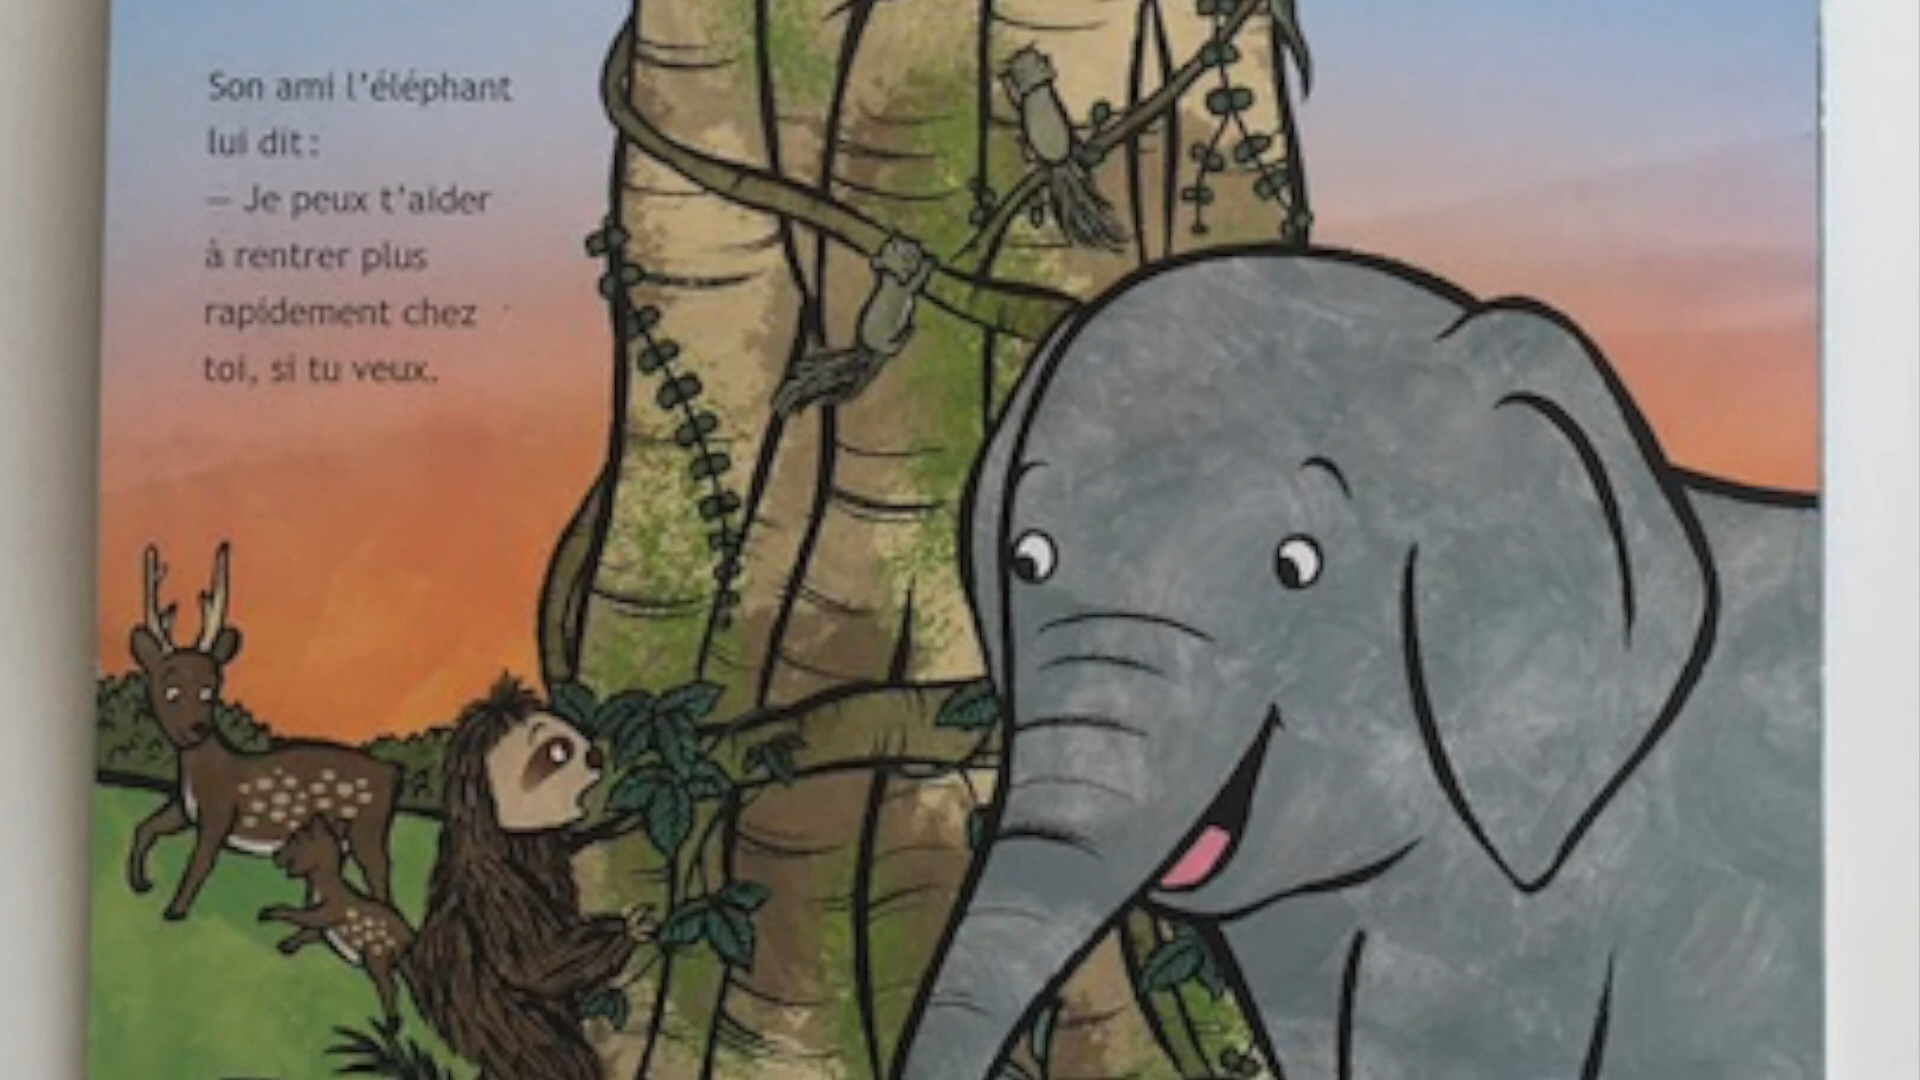 Son ami l'éléphant
lui dit :
– Je peux t'aider
à rentrer plus
rapidement chez
toi, si tu veux.